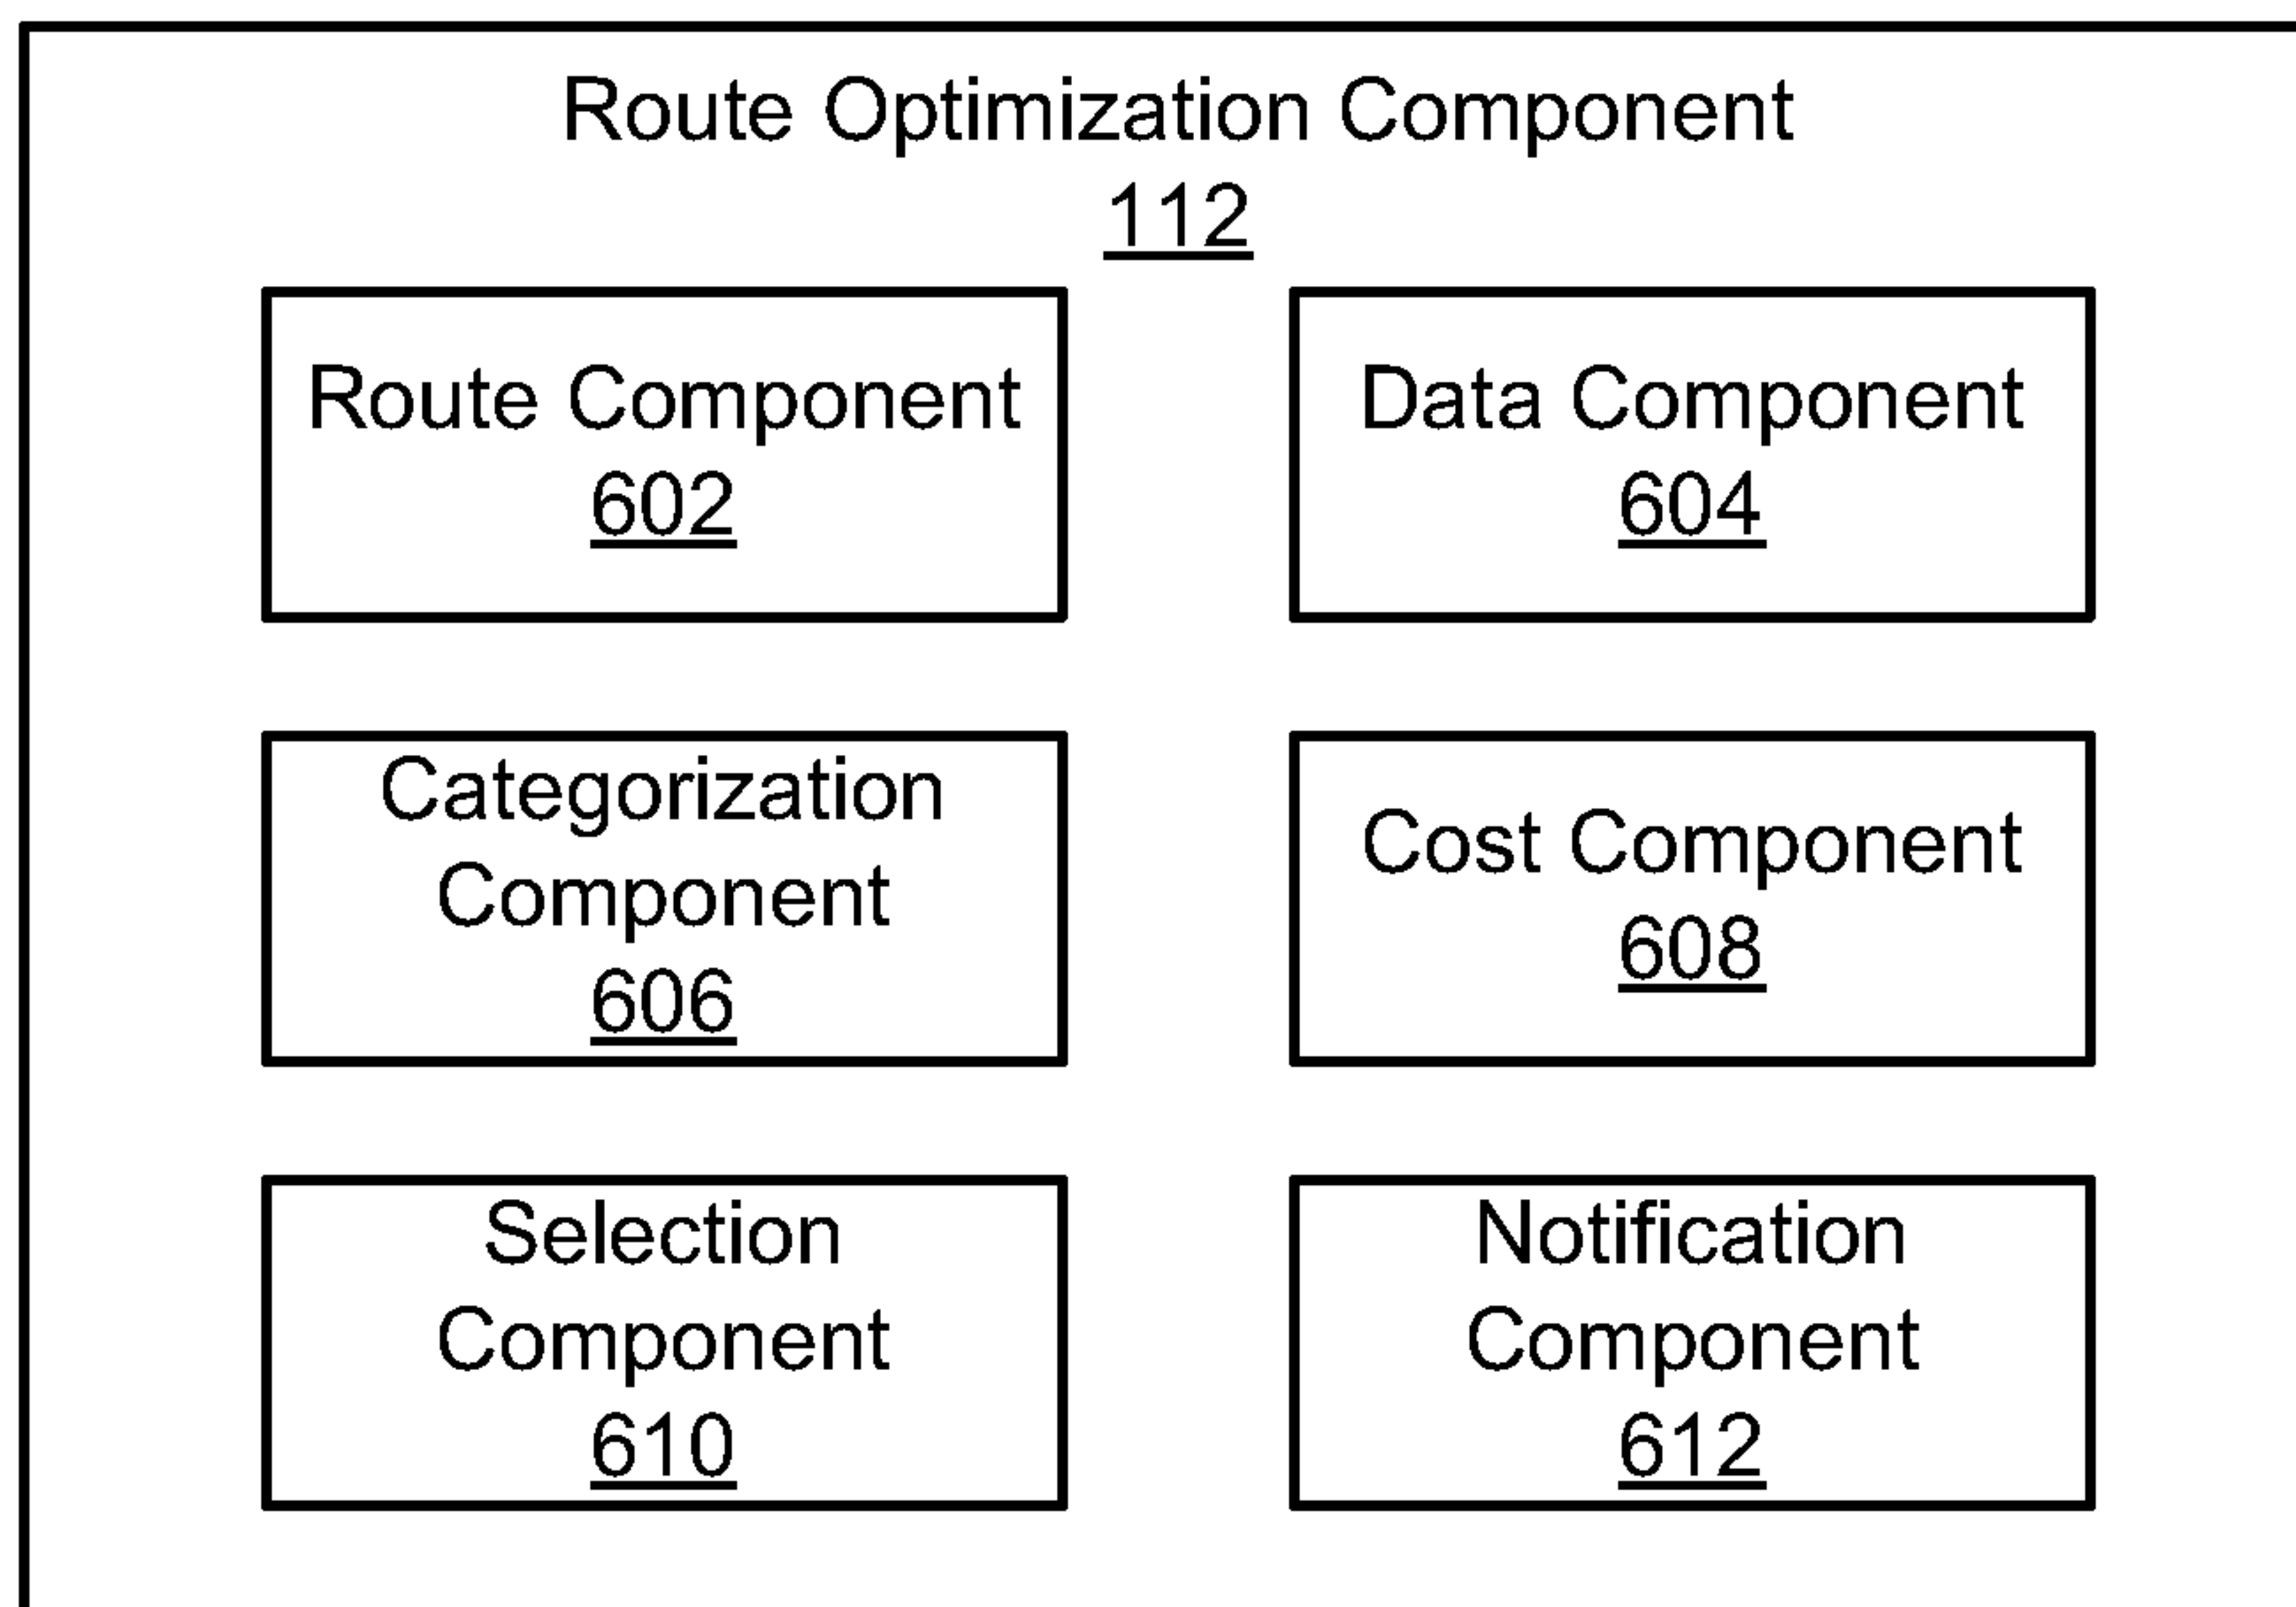 Route Optimization Component
112
Route Component
602
Data Component
604
Categorization
Component
606
Cost Component
608
Selection
Component
610
Notification
Component
612